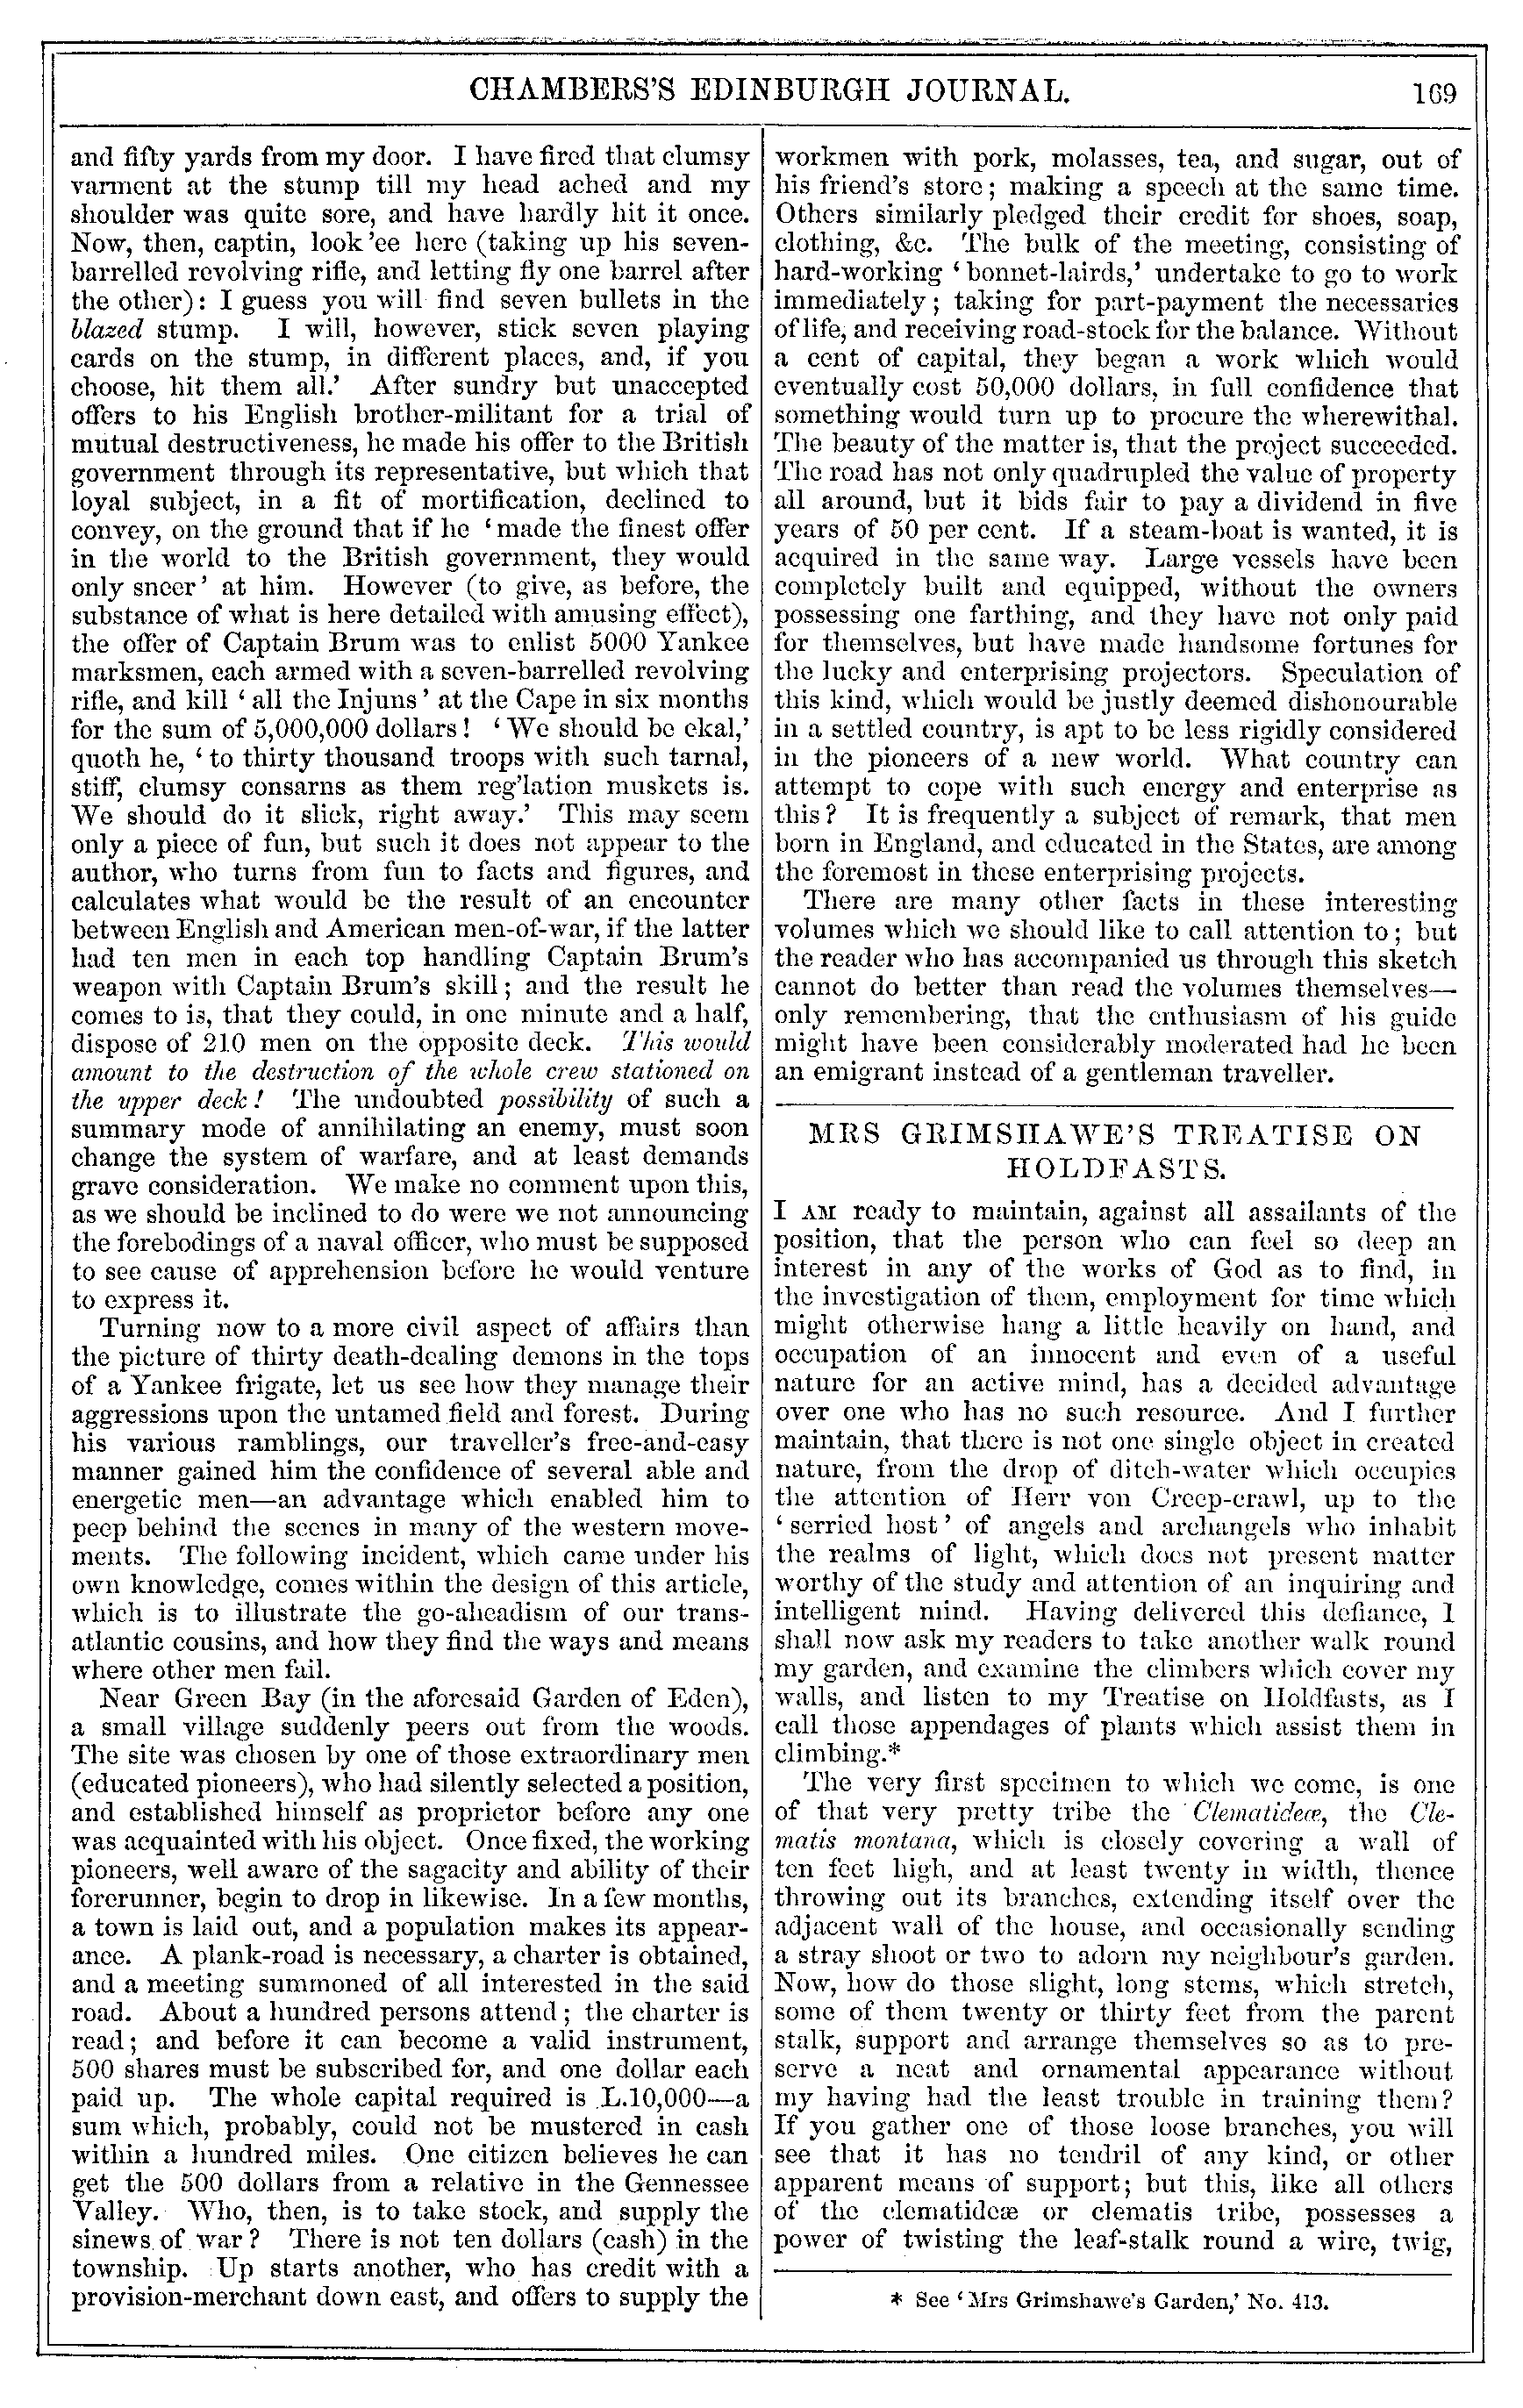 CHAMBERS'S EDINBURGH JOURNAL.
169
and fifty yards from my door. I have fired that clumsy
varment at the stump till my head ached and my
shoulder was quite sore, and have hardly hit it once.
Now, then, captin, look 'ee here (taking up his seven-
barrelled revolving rifle, and letting fly one barrel after
the other): I guess you will find seven bullets in the
blazed stump. I will, however, stick seven playing
cards on the stump, in different places, and, if you
choose, hit them all.' After sundry but unaccepted
offers to his English brother-militant for a trial of
mutual destructiveness, he made his offer to the British
government through its representative, but which that
loyal subject, in a fit of mortification, declined to
convey, on the ground that if he 'made the finest offer
in the world to the British government, they would
only sneer' at him. However (to give, as before, the
substance of what is here detailed with amusing effect),
the offer of Captain Brum was to enlist 5000 Yankee
marksmen, each armed with a seven-barrelled revolving
rifle, and kill 'all the Injuns' at the Cape in six months
for the sum of 5,000,000 dollars! 'We should be ekal,'
quoth he, 'to thirty thousand troops with such tarnal,
stiff, clumsy consarns as them reg'lation muskets is.
We should do it slick, right away.' This may seem
only a piece of fun, but such it does not appear to the
author, who turns from fun to facts and figures, and
calculates what would be the result of an encounter
between English and American men-of-war, if the latter
had ten men in each top handling Captain Brum's
weapon with Captain Brum's skill; and the result he
comes to is, that they could, in one minute and a half,
dispose of 210 men on the opposite deck. This would
amount to the destruction of the whole crew stationed on
the upper deck! The undoubted possibility of such a
summary mode of annihilating an enemy, must soon
change the system of warfare, and at least demands
grave consideration. We make no comment upon this,
as we should be inclined to do were we not announcing
the forebodings of a naval officer, who must be supposed
to see cause of apprehension before he would venture
to express it.
Turning now to a more civil aspect of affairs than
the picture of thirty death-dealing demons in the tops
of a Yankee frigate, let us see how they manage their
aggressions upon the untamed field and forest. During
his various ramblings, our traveller's free-and-easy
manner gained him the confidence of several able and
energetic men—an advantage which enabled him to
peep behind the scenes in many of the western move-
ments. The following incident, which came under his
own knowledge, comes within the design of this article,
which is to illustrate the go-aheadism of our trans-
atlantic cousins, and how they find the ways and means
where other men fail.
Near Green Bay (in the aforesaid Garden of Eden),
a small village suddenly peers out from the woods.
The site was chosen by one of those extraordinary men
(educated pioneers), who had silently selected a position,
and established himself as proprietor before any one
was acquainted with his object. Once fixed, the working
pioneers, well aware of the sagacity and ability of their
forerunner, begin to drop in likewise. In a few months,
a town is laid out, and a population makes its appear-
ance. A plank-road is necessary, a charter is obtained,
and a meeting summoned of all interested in the said
road. About a hundred persons attend; the charter is
read; and before it can become a valid instrument,
500 shares must be subscribed for, and one dollar each
paid up. The whole capital required is L.10,000—a
sum which, probably, could not be mustered in cash
within a hundred miles. One citizen believes he can
get the 500 dollars from a relative in the Gennessee
Valley. Who, then, is to take stock, and supply the
sinews of war? There is not ten dollars (cash) in the
township. Up starts another, who has credit with a
provision-merchant down east, and offers to supply the
workmen with pork, molasses, tea, and sugar, out of
his friend's store; making a speech at the same time.
Others similarly pledged their credit for shoes, soap,
clothing, &c. The bulk of the meeting, consisting of
hard-working 'bonnet-lairds,' undertake to go to work
immediately; taking for part-payment the necessaries
of life, and receiving road-stock for the balance. Without
a cent of capital, they began a work which would
eventually cost 50,000 dollars, in full confidence that
something would turn up to procure the wherewithal.
The beauty of the matter is, that the project succeeded.
The road has not only quadrupled the value of property
all around, but it bids fair to pay a dividend in five
years of 50 per cent. If a steam-boat is wanted, it is
acquired in the same way. Large vessels have been
completely built and equipped, without the owners
possessing one farthing, and they have not only paid
for themselves, but have made handsome fortunes for
the lucky and enterprising projectors. Speculation of
this kind, which would be justly deemed dishonourable
in a settled country, is apt to be less rigidly considered
in the pioneers of a new world. What country can
attempt to cope with such energy and enterprise as
this? It is frequently a subject of remark, that men
born in England, and educated in the States, are among
the foremost in these enterprising projects.
There are many other facts in these interesting
volumes which we should like to call attention to; but
the reader who has accompanied us through this sketch
cannot do better than read the volumes themselves—
only remembering, that the enthusiasm of his guide
might have been considerably moderated had he been
an emigrant instead of a gentleman traveller.
MRS GRIMSHAWE'S TREATISE ON
HOLDFASTS.
I AM ready to maintain, against all assailants of the
position, that the person who can feel so deep an
interest in any of the works of God as to find, in
the investigation of them, employment for time which
might otherwise hang a little heavily on hand, and
occupation of an innocent and even of a useful
nature for an active mind, has a decided advantage
over one who has no such resource. And I further
maintain, that there is not one single object in created
nature, from the drop of ditch-water which occupies
the attention of Herr von Creep-crawl, up to the
'serried host' of angels and archangels who inhabit
the realms of light, which does not present matter
worthy of the study and attention of an inquiring and
intelligent mind. Having delivered this defiance, I
shall now ask my readers to take another walk round
my garden, and examine the climbers which cover my
walls, and listen to my Treatise on Holdfasts, as I
call those appendages of plants which assist them in
climbing.*
The very first specimen to which we come, is one
of that very pretty tribe the Clematideæ, the Cle-
matis montana, which is closely covering a wall of
ten feet high, and at least twenty in width, thence
throwing out its branches, extending itself over the
adjacent wall of the house, and occasionally sending
a stray shoot or two to adorn my neighbour's garden.
Now, how do those slight, long stems, which stretch,
some of them twenty or thirty feet from the parent
stalk, support and arrange themselves so as to pre-
serve a neat and ornamental appearance without
my having had the least trouble in training them?
If you gather one of those loose branches, you will
see that it has no tendril of any kind, or other
apparent means of support; but this, like all others
of the clematideæ or clematis tribe, possesses a
power of twisting the leaf-stalk round a wire, twig,
* See 'Mrs Grimshawe's Garden,' No. 413.